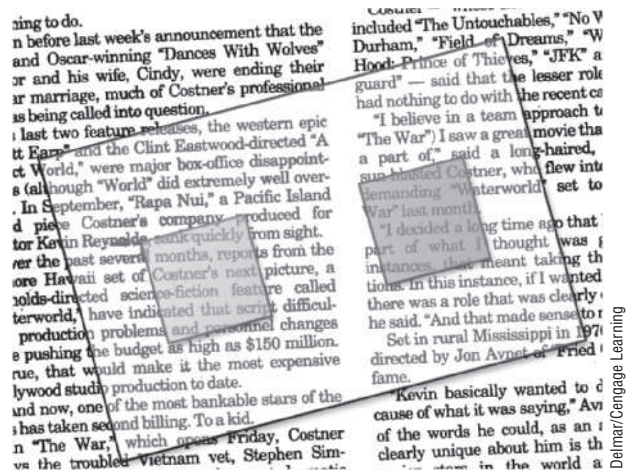 ning to do.
n before last week's announcement that the
and Oscar-winning "Dances With Wolves"
or and his wife, Cindy, were ending their
ar marriage, much of Costner's professional
as being called into question.
s last two feature releases, the western epic
tt Earp" and the Clint Eastwood-directed "A
ct World," were major box-office disappoint-
s (although "World" did extremely well over-
. In September, "Rapa Nui," a Pacific Island
d piece Costner's company produced for
tor Kevin Reynolds, sank quickly from sight.
ver the past several months, reports from the
ore Hawaii set of Costner's next picture, a
nolds-directed science-fiction feature called
terworld," have indicated that script difficul-
production problems and personnel changes
e pushing the budget as high as $150 million.
rue, that would make it the most expensive
lywood studio production to date.
nd now, one of the most bankable stars of the
s has taken second billing. To a kid.
n "The War," which opens Friday, Costner
ys the troubled Vietnam vet, Stephen Sim-
included "The Untouchables," "No W
Durham," "Field of Dreams," "W
Hood: Prince of Thieves," "JFK" a
guard" — said that the lesser role
had nothing to do with the recent ca
"I believe in a team approach to
"The War") I saw a great movie tha
a part of," said a long-haired,
sun-blasted Costner, who flew into
demanding "Waterworld" set to
War" last month.
"I decided a long time ago that
part of what I thought was g
instances, that meant taking th
tions. In this instance, if I wanted
there was a role that was clearly
he said. "And that made sense to m
Set in rural Mississippi in 1970
directed by Jon Avnet of "Fried
fame.
"Kevin basically wanted to d
cause of what it was saying," Avn
of the words he could, as an a
clearly unique about him is th
in the world a
Delmar/Cengage Learning